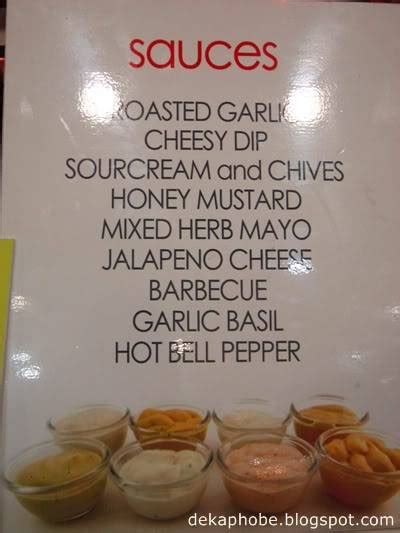 sauces
ROASTED GARLIC
CHEESY DIP
SOURCREAM and CHIVES
HONEY MUSTARD
MIXED HERB MAYO
JALAPENO CHEESE
BARBECUE
GARLIC BASIL
HOT BELL PEPPER
dekaphobe.blogspot.com